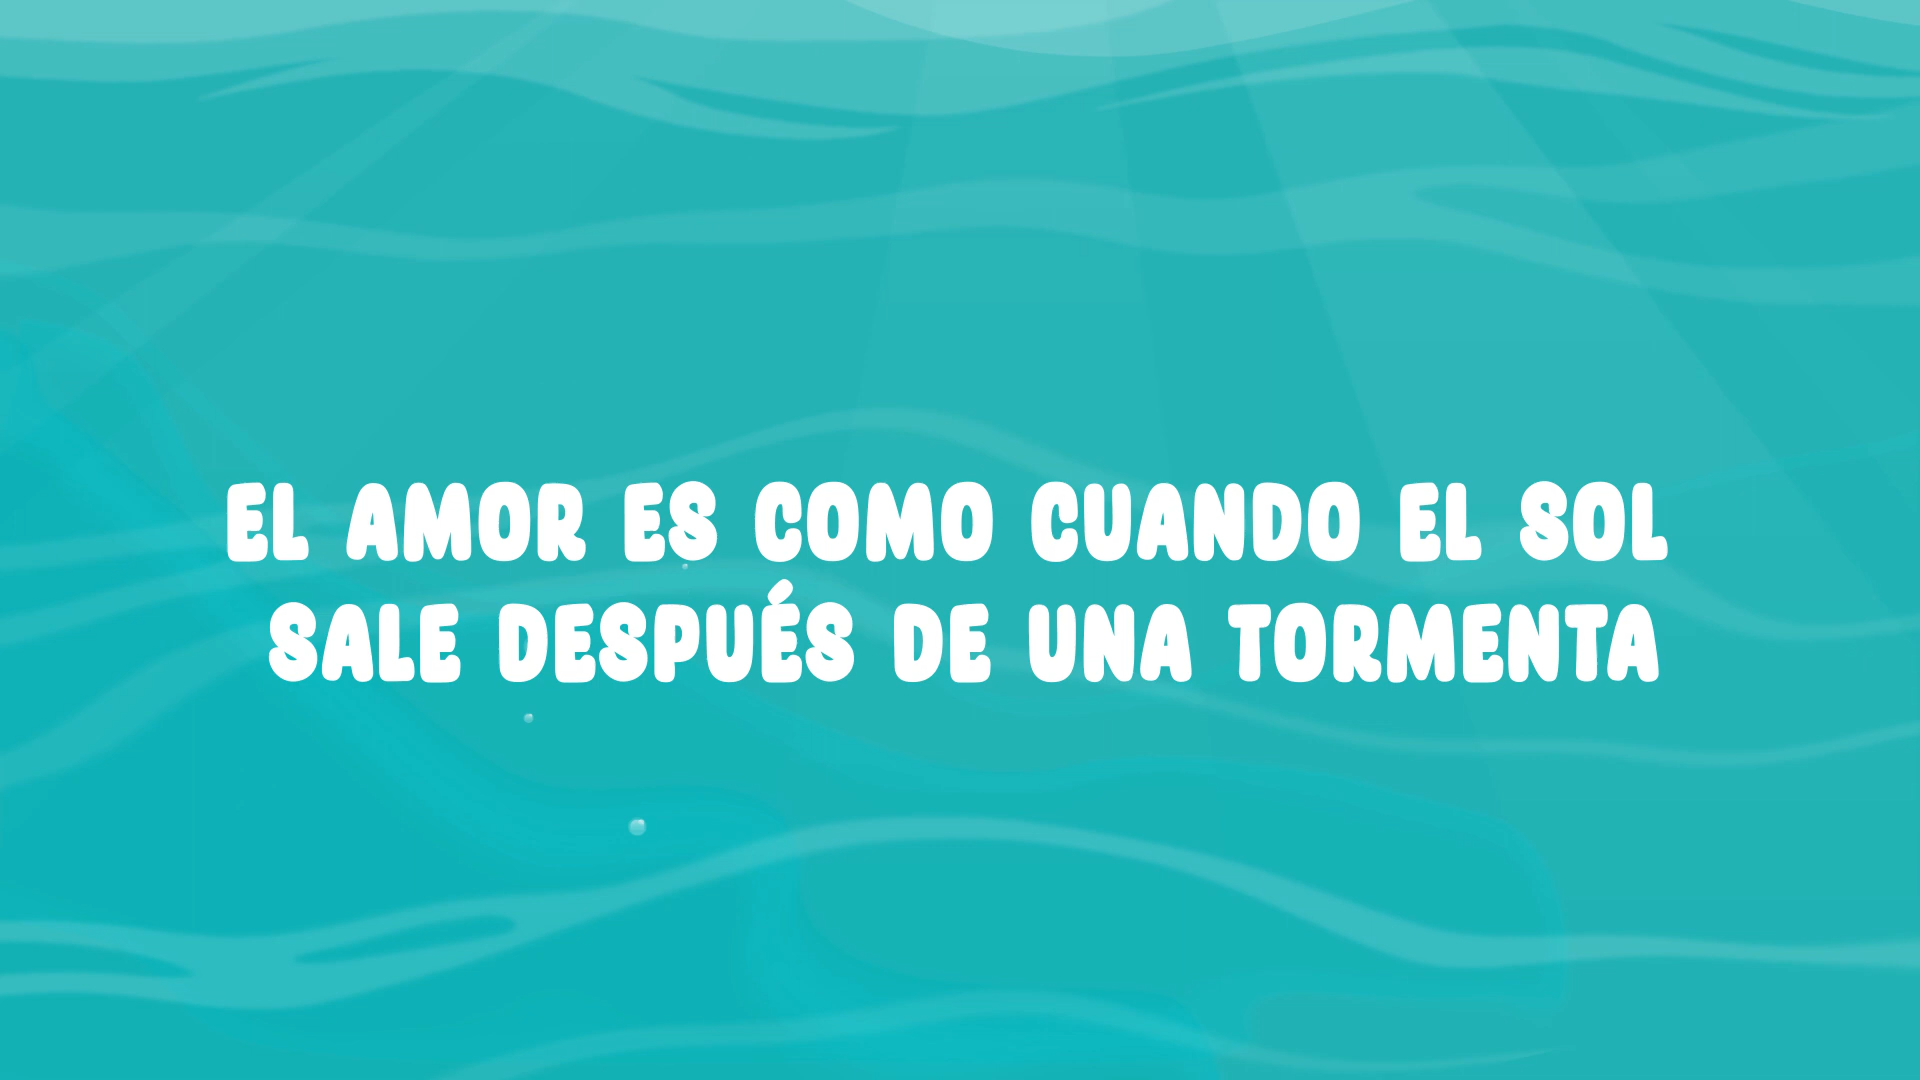 EL AMOR ES COMO CUANDO EL SOL
SALE DESPUÉS DE UNA TORMENTA